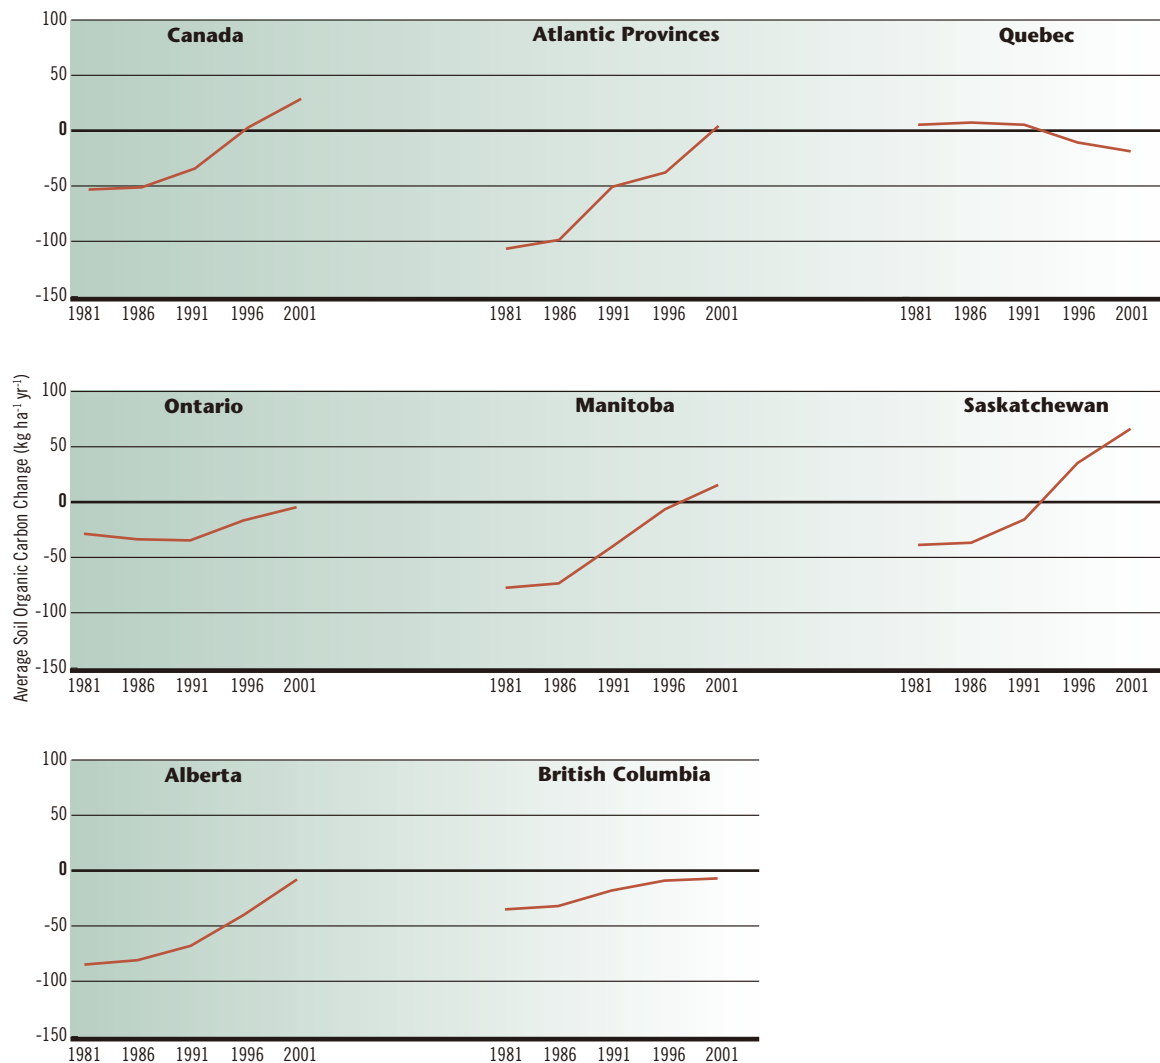 100
Canada Atlantic Provinces Quebec
50
0
-50
-100
-150
1981 1986 1991 1996 2001 1981 1986 1991 1996 2001 1981 1986 1991 1996 2001
Average Soil Organic Carbon Change (kg ha⁻¹ yr⁻¹)
100
Ontario Manitoba Saskatchewan
50
0
-50
-100
-150
1981 1986 1991 1996 2001 1981 1986 1991 1996 2001 1981 1986 1991 1996 2001
100
Alberta British Columbia
50
0
-50
-100
-150
1981 1986 1991 1996 2001 1981 1986 1991 1996 2001